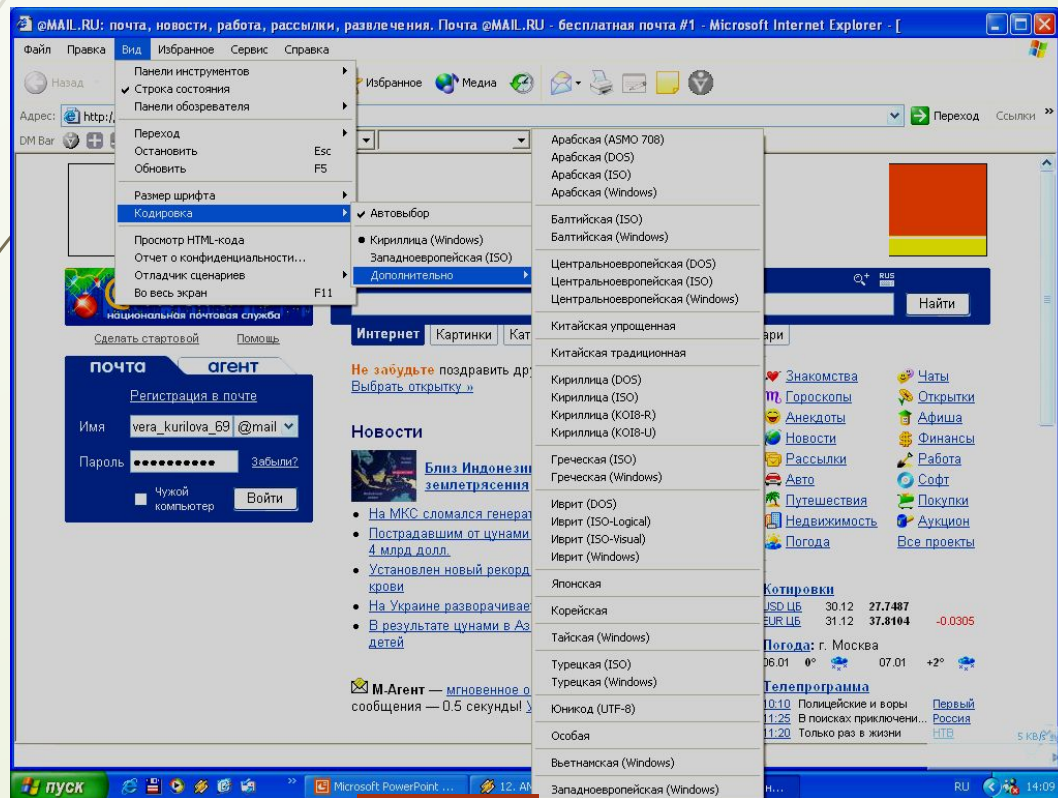 @MAIL.RU: почта, новости, работа, рассылки, развлечения. Почта @MAIL.RU - бесплатная почта #1 - Microsoft Internet Explorer - [
Файл Правка Вид Избранное Сервис Справка
Назад Избранное Медиа
Адрес: http:/ Переход Ссылки »
DM Bar
Панели инструментов
Строка состояния
Панели обозревателя
Переход
Остановить Esc
Обновить F5
Размер шрифта
Кодировка
Просмотр HTML-кода
Отчет о конфиденциальности...
Отладчик сценариев
Во весь экран F11
Автовыбор
Кириллица (Windows)
Западноевропейская (ISO)
Дополнительно
Арабская (ASMO 708)
Арабская (DOS)
Арабская (ISO)
Арабская (Windows)
Балтийская (ISO)
Балтийская (Windows)
Центральноевропейская (DOS)
Центральноевропейская (ISO)
Центральноевропейская (Windows)
Китайская упрощенная
Китайская традиционная
Кириллица (DOS)
Кириллица (ISO)
Кириллица (KOI8-R)
Кириллица (KOI8-U)
Греческая (ISO)
Греческая (Windows)
Иврит (DOS)
Иврит (ISO-Logical)
Иврит (ISO-Visual)
Иврит (Windows)
Японская
Корейская
Тайская (Windows)
Турецкая (ISO)
Турецкая (Windows)
Юникод (UTF-8)
Особая
Вьетнамская (Windows)
Западноевропейская (Windows)
национальная почтовая служба
Сделать стартовой Помощь
почта агент
Регистрация в почте
Имя vera_kurilova_69 @mail
Пароль ●●●●●●●●●● Забыли?
Чужой
компьютер
Войти
RUS
Найти
Интернет Картинки Кат ари
Не забудьте поздравить др
Выбрать открытку »
Новости
Близ Индонезии
землетрясения
• На МКС сломался генерат
• Пострадавшим от цунами
4 млрд долл.
• Установлен новый рекорд
крови
• На Украине разворачивае
• В результате цунами в Аз
детей
М-Агент — мгновенное о
сообщения — 0.5 секунды!
Знакомства Чаты
Гороскопы Открытки
Анекдоты Афиша
Новости Финансы
Рассылки Работа
Авто Софт
Путешествия Покупки
Недвижимость Аукцион
Погода Все проекты
Котировки
USD ЦБ 30.12 27.7487
EUR ЦБ 31.12 37.8104 -0.0305
Погода: г. Москва
06.01 0° 07.01 +2°
Телепрограмма
10:10 Полицейские и воры Первый
11:25 В поисках приключени... Россия
11:20 Только раз в жизни НТВ
5 KB/s
пуск » Microsoft PowerPoint ... 12. AN н... RU 14:09